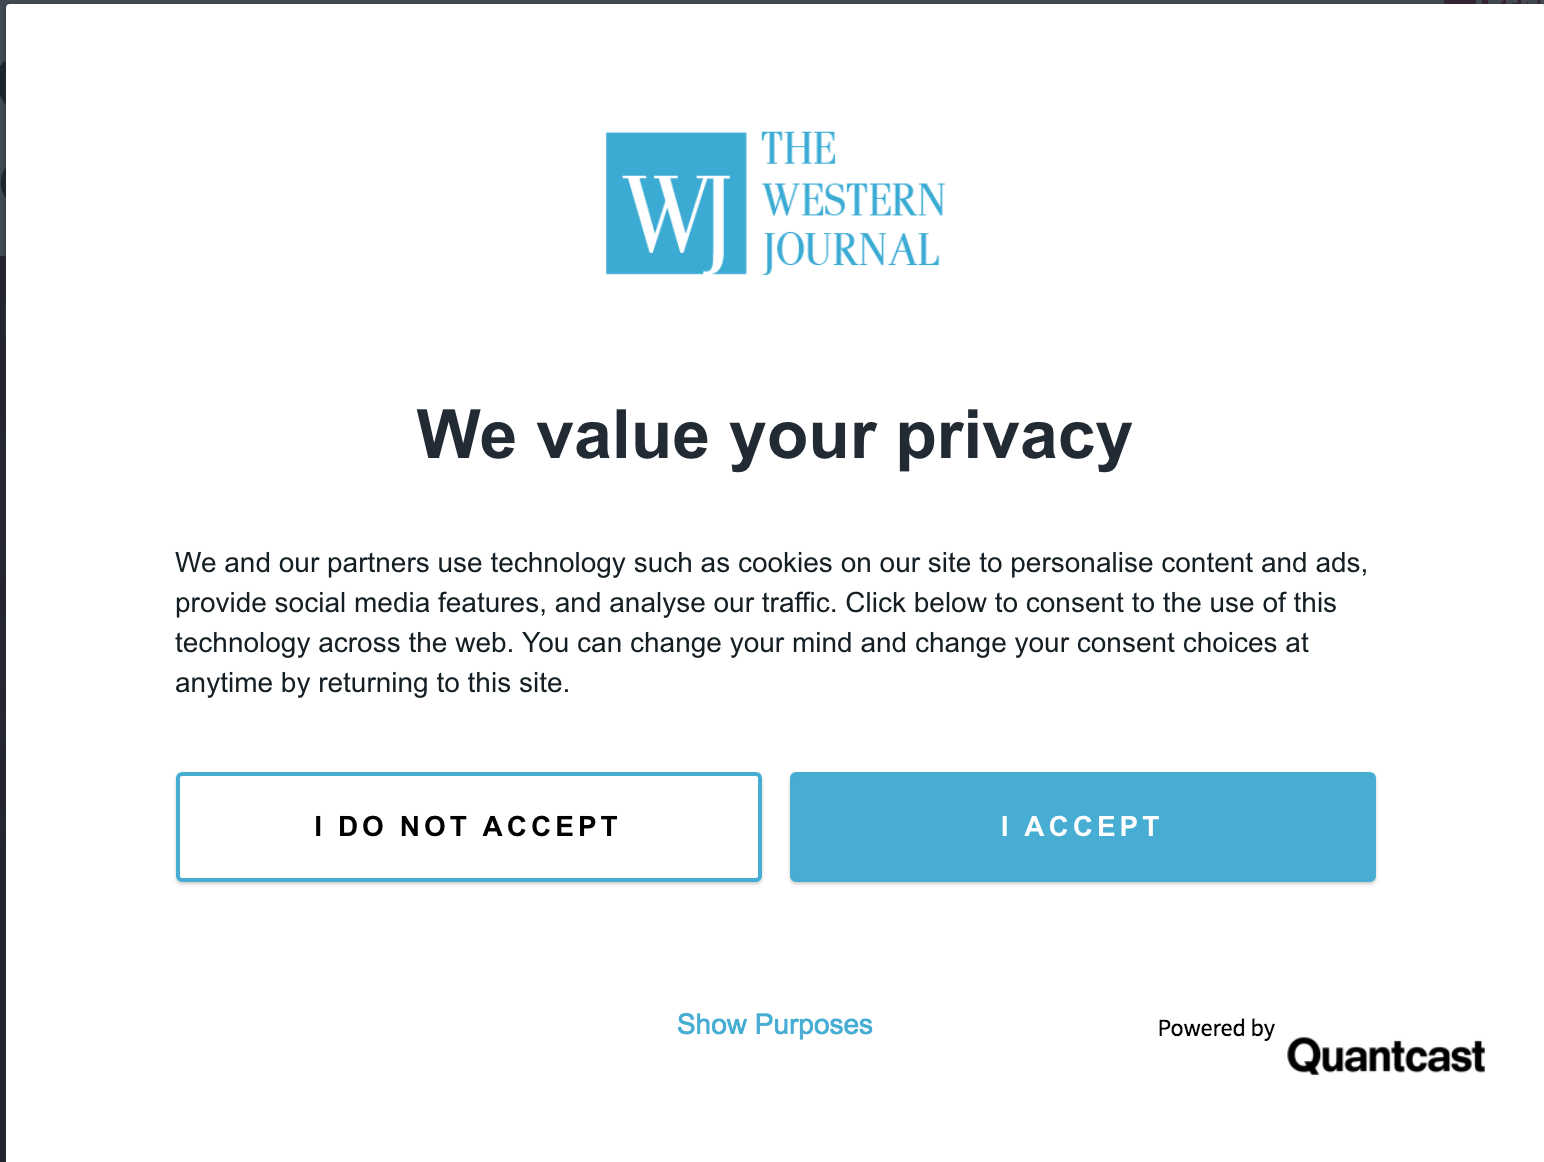 WJ
THE
WESTERN
JOURNAL
We value your privacy
We and our partners use technology such as cookies on our site to personalise content and ads,
provide social media features, and analyse our traffic. Click below to consent to the use of this
technology across the web. You can change your mind and change your consent choices at
anytime by returning to this site.
I DO NOT ACCEPT
I ACCEPT
Show Purposes
Powered by
Quantcast